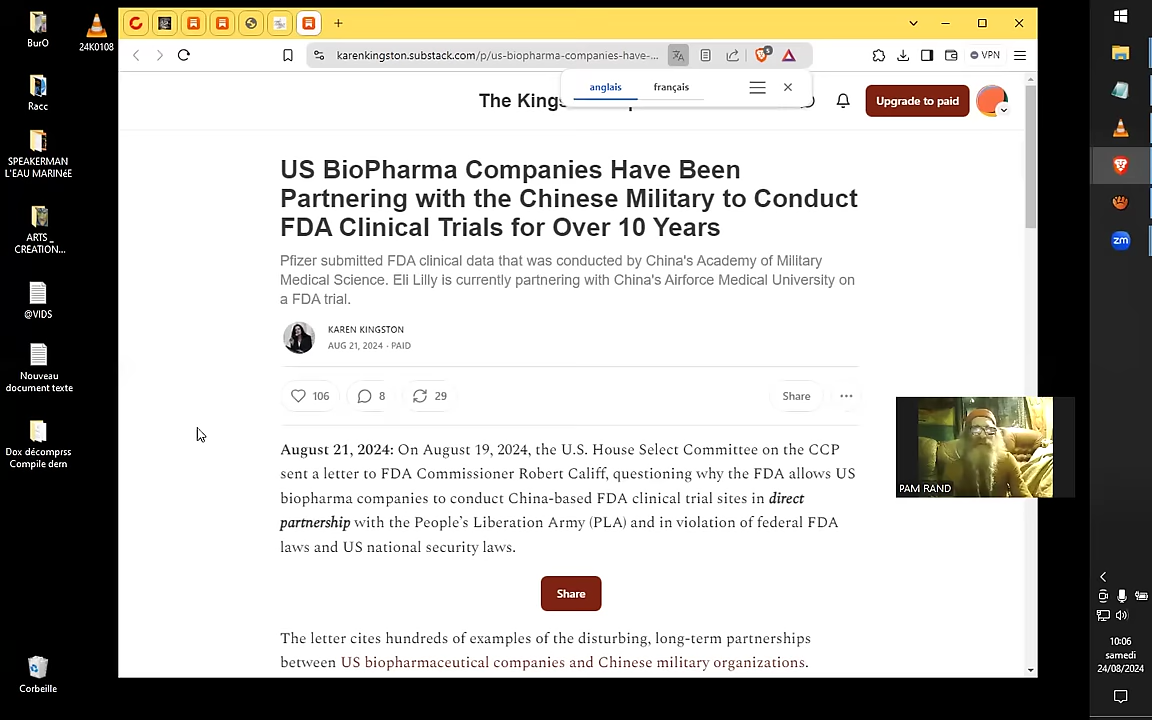 BurO
24K0108
Racc
SPEAKERMAN
L'EAU MARINéE
ARTS_
CREATION...
@VIDS
Nouveau
document texte
Dox décomprss
Compile dern
Corbeille
karenkingston.substack.com/p/us-biopharma-companies-have-...
VPN
anglais
français
The Kings
Upgrade to paid
US BioPharma Companies Have Been
Partnering with the Chinese Military to Conduct
FDA Clinical Trials for Over 10 Years
Pfizer submitted FDA clinical data that was conducted by China's Academy of Military
Medical Science. Eli Lilly is currently partnering with China's Airforce Medical University on
a FDA trial.
KAREN KINGSTON
AUG 21, 2024 · PAID
106
8
29
Share
August 21, 2024: On August 19, 2024, the U.S. House Select Committee on the CCP
sent a letter to FDA Commissioner Robert Califf, questioning why the FDA allows US
biopharma companies to conduct China-based FDA clinical trial sites in direct
partnership with the People’s Liberation Army (PLA) and in violation of federal FDA
laws and US national security laws.
Share
The letter cites hundreds of examples of the disturbing, long-term partnerships
between US biopharmaceutical companies and Chinese military organizations.
PAM RAND
zm
10:06
samedi
24/08/2024